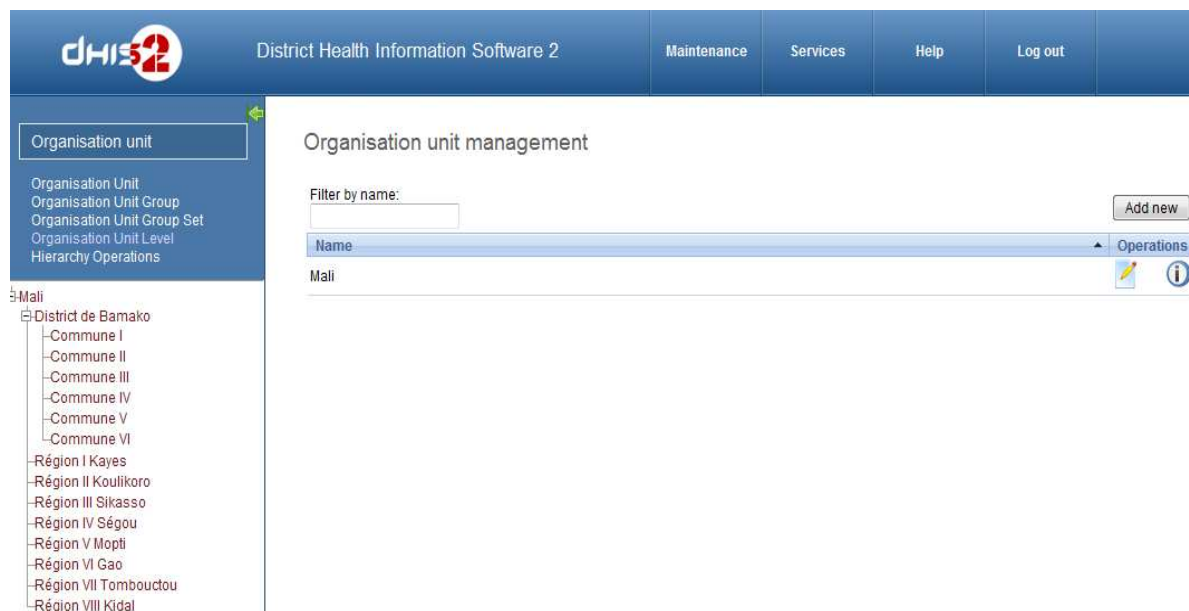 dHIS2
District Health Information Software 2
Maintenance
Services
Help
Log out
Organisation unit
Organisation Unit
Organisation Unit Group
Organisation Unit Group Set
Organisation Unit Level
Hierarchy Operations
Mali
District de Bamako
Commune I
Commune II
Commune III
Commune IV
Commune V
Commune VI
Région I Kayes
Région II Koulikoro
Région III Sikasso
Région IV Ségou
Région V Mopti
Région VI Gao
Région VII Tombouctou
Région VIII Kidal
Organisation unit management
Filter by name:
Add new
Name Operations
Mali